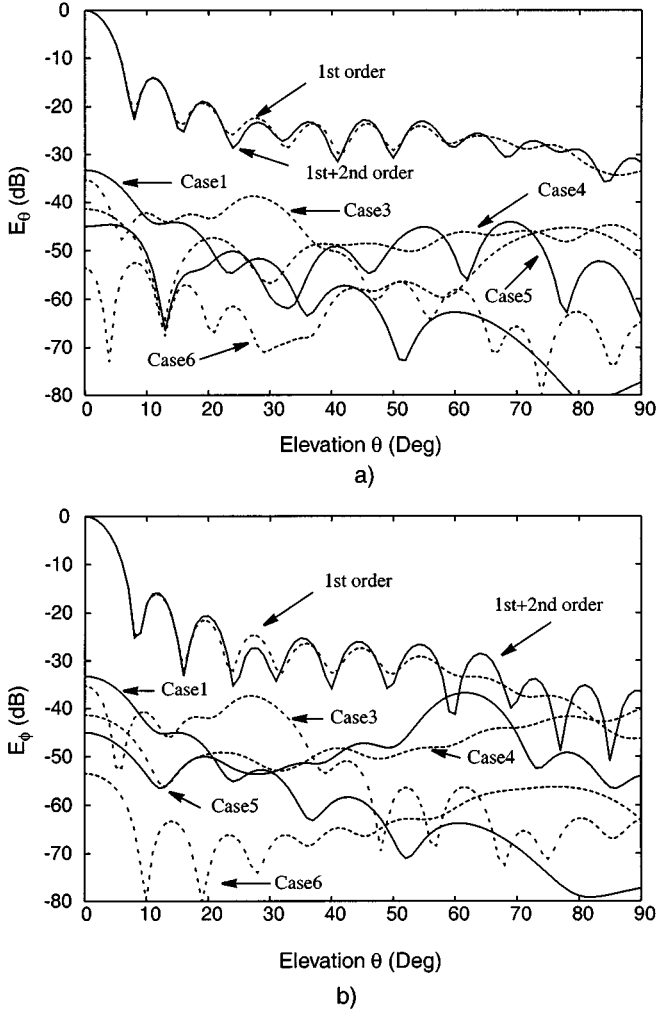 0
-10
-20
-30
-40
-50
-60
-70
-80
E_θ (dB)
1st order
1st+2nd order
Case1
Case3
Case4
Case5
Case6
0 10 20 30 40 50 60 70 80 90
Elevation θ (Deg)
a)
0
-10
-20
-30
-40
-50
-60
-70
-80
E_ϕ (dB)
1st order
1st+2nd order
Case1
Case3
Case4
Case5
Case6
0 10 20 30 40 50 60 70 80 90
Elevation θ (Deg)
b)